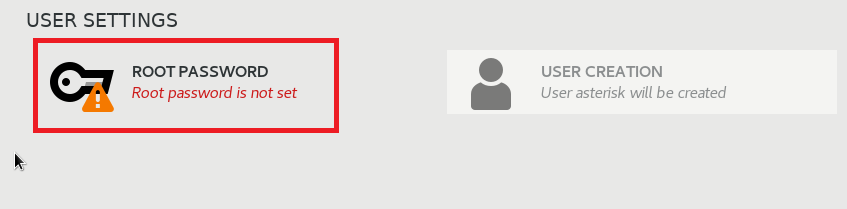 USER SETTINGS
ROOT PASSWORD
Root password is not set
USER CREATION
User asterisk will be created